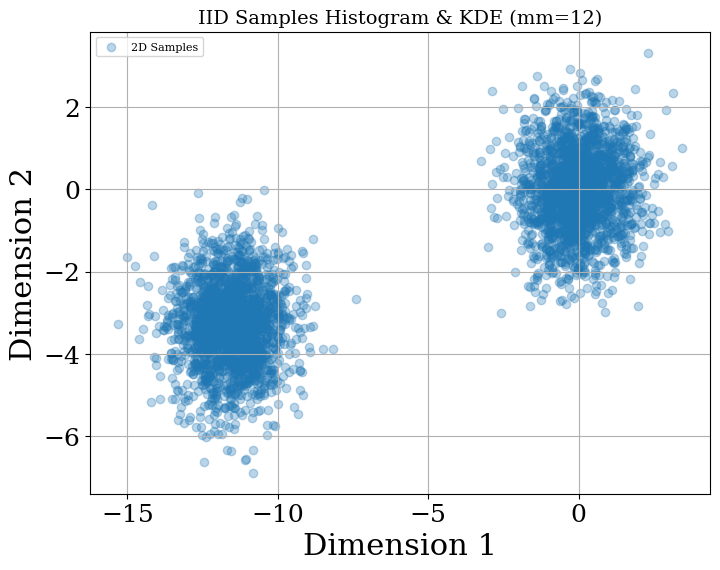 IID Samples Histogram & KDE (mm=12)
2D Samples
Dimension 2
2
0
−2
−4
−6
−15
−10
−5
0
Dimension 1